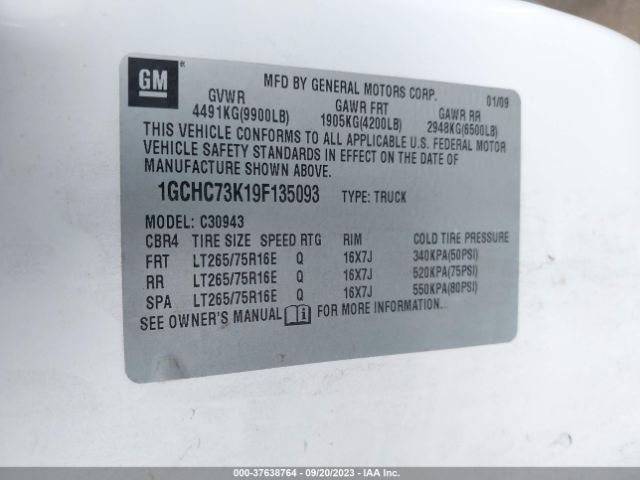 GM
MFD BY GENERAL MOTORS CORP. 01/09
GVWR GAWR FRT GAWR RR
4491KG(9900LB) 1905KG(4200LB) 2948KG(6500LB)
THIS VEHICLE CONFORMS TO ALL APPLICABLE U.S. FEDERAL MOTOR
VEHICLE SAFETY STANDARDS IN EFFECT ON THE DATE OF
MANUFACTURE SHOWN ABOVE.
1GCHC73K19F135093 TYPE: TRUCK
MODEL: C30943
CBR4 TIRE SIZE SPEED RTG RIM COLD TIRE PRESSURE
FRT LT265/75R16E Q 16X7J 340KPA(50PSI)
RR LT265/75R16E Q 16X7J 520KPA(75PSI)
SPA LT265/75R16E Q 16X7J 550KPA(80PSI)
SEE OWNER'S MANUAL i FOR MORE INFORMATION.
000-37638764 - 09/20/2023 - IAA Inc.